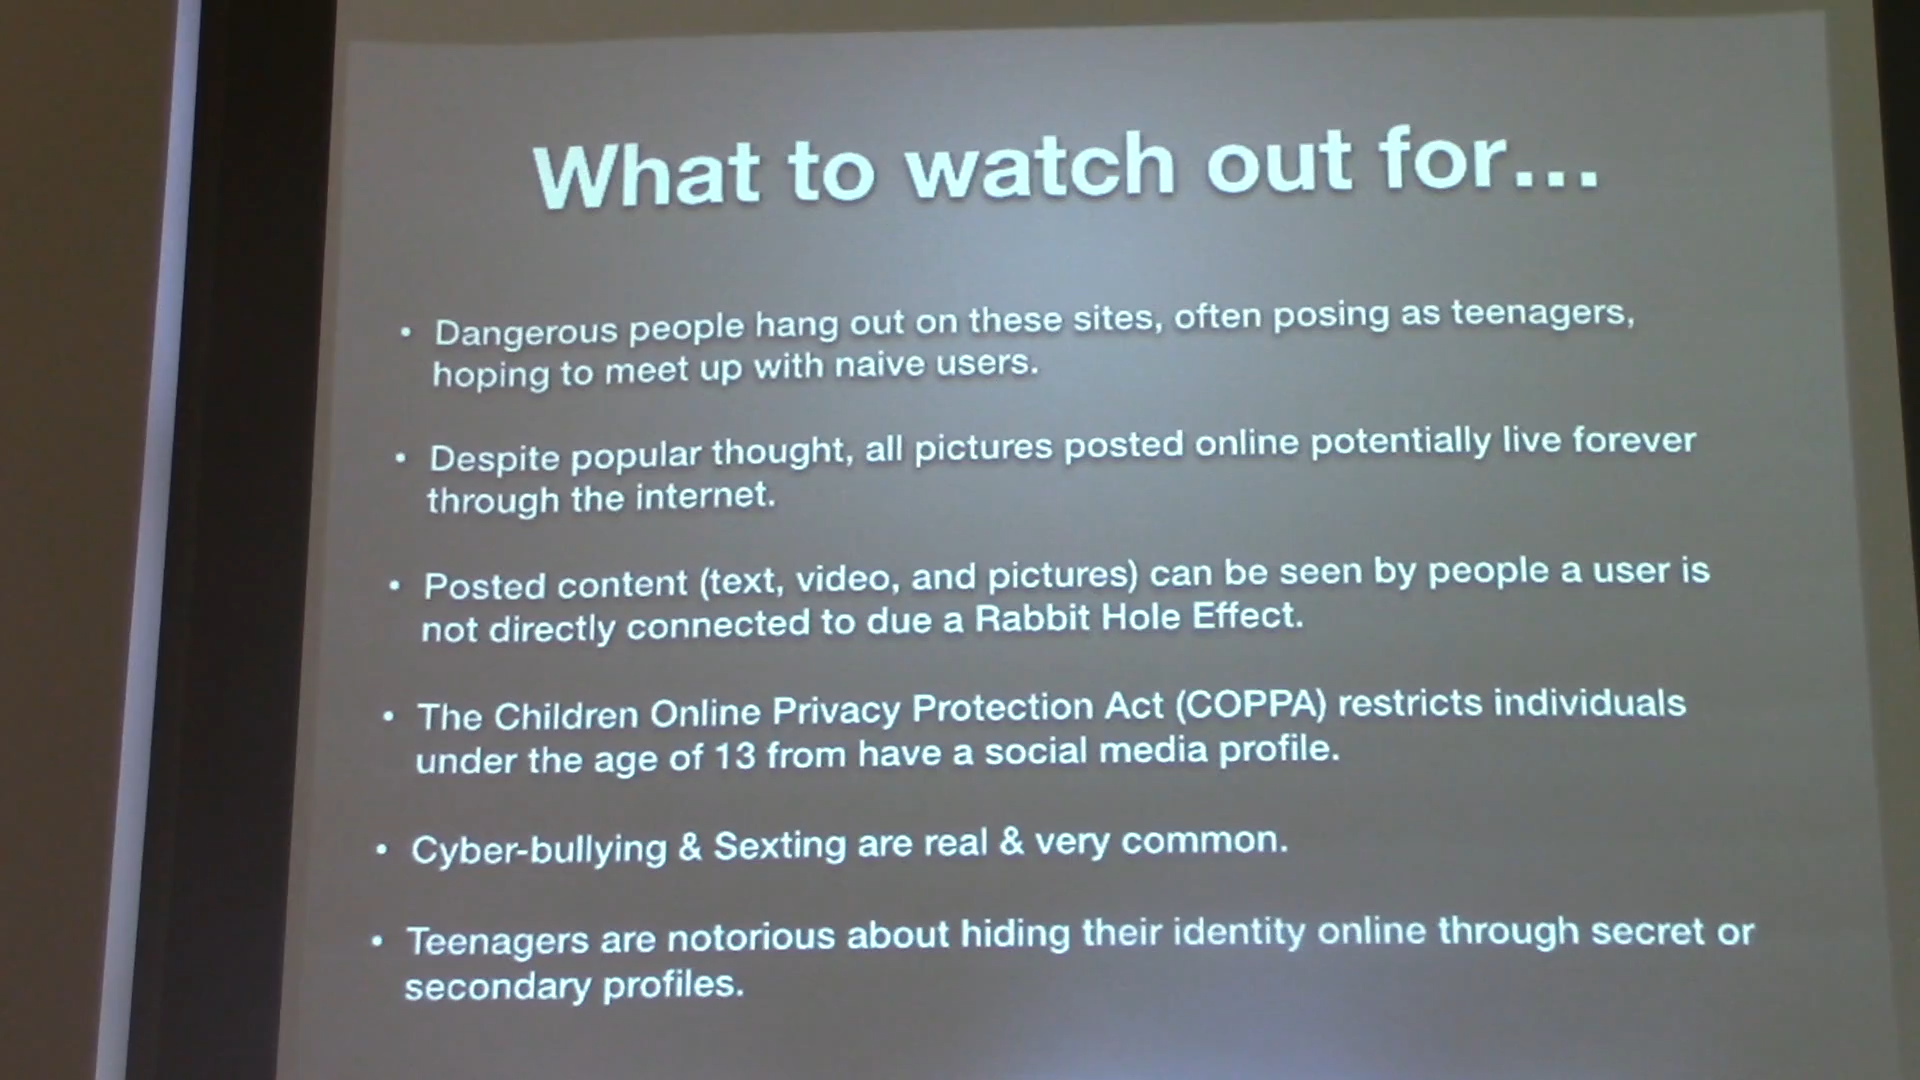 What to watch out for...
• Dangerous people hang out on these sites, often posing as teenagers,
hoping to meet up with naive users.
• Despite popular thought, all pictures posted online potentially live forever
through the internet.
• Posted content (text, video, and pictures) can be seen by people a user is
not directly connected to due a Rabbit Hole Effect.
• The Children Online Privacy Protection Act (COPPA) restricts individuals
under the age of 13 from have a social media profile.
• Cyber-bullying & Sexting are real & very common.
• Teenagers are notorious about hiding their identity online through secret or
secondary profiles.